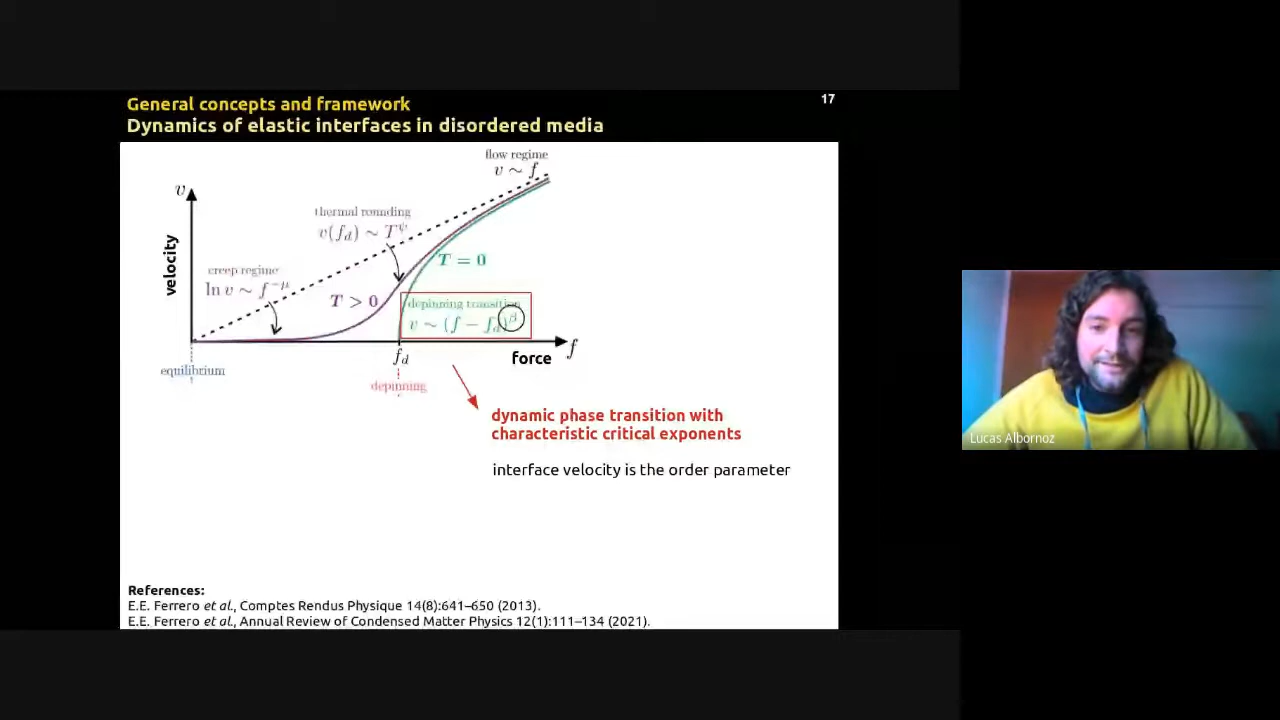 General concepts and framework
17
Dynamics of elastic interfaces in disordered media
flow regime
v ~ f
v
thermal rounding
v(f_d) ~ T^ψ
velocity
T = 0
creep regime
ln v ~ f^{-μ}
T > 0
depinning transition
v ~ (f − f_d)^β
f_d
force
f
equilibrium
depinning
dynamic phase transition with
characteristic critical exponents
interface velocity is the order parameter
Lucas Albornoz
References:
E.E. Ferrero et al., Comptes Rendus Physique 14(8):641–650 (2013).
E.E. Ferrero et al., Annual Review of Condensed Matter Physics 12(1):111–134 (2021).